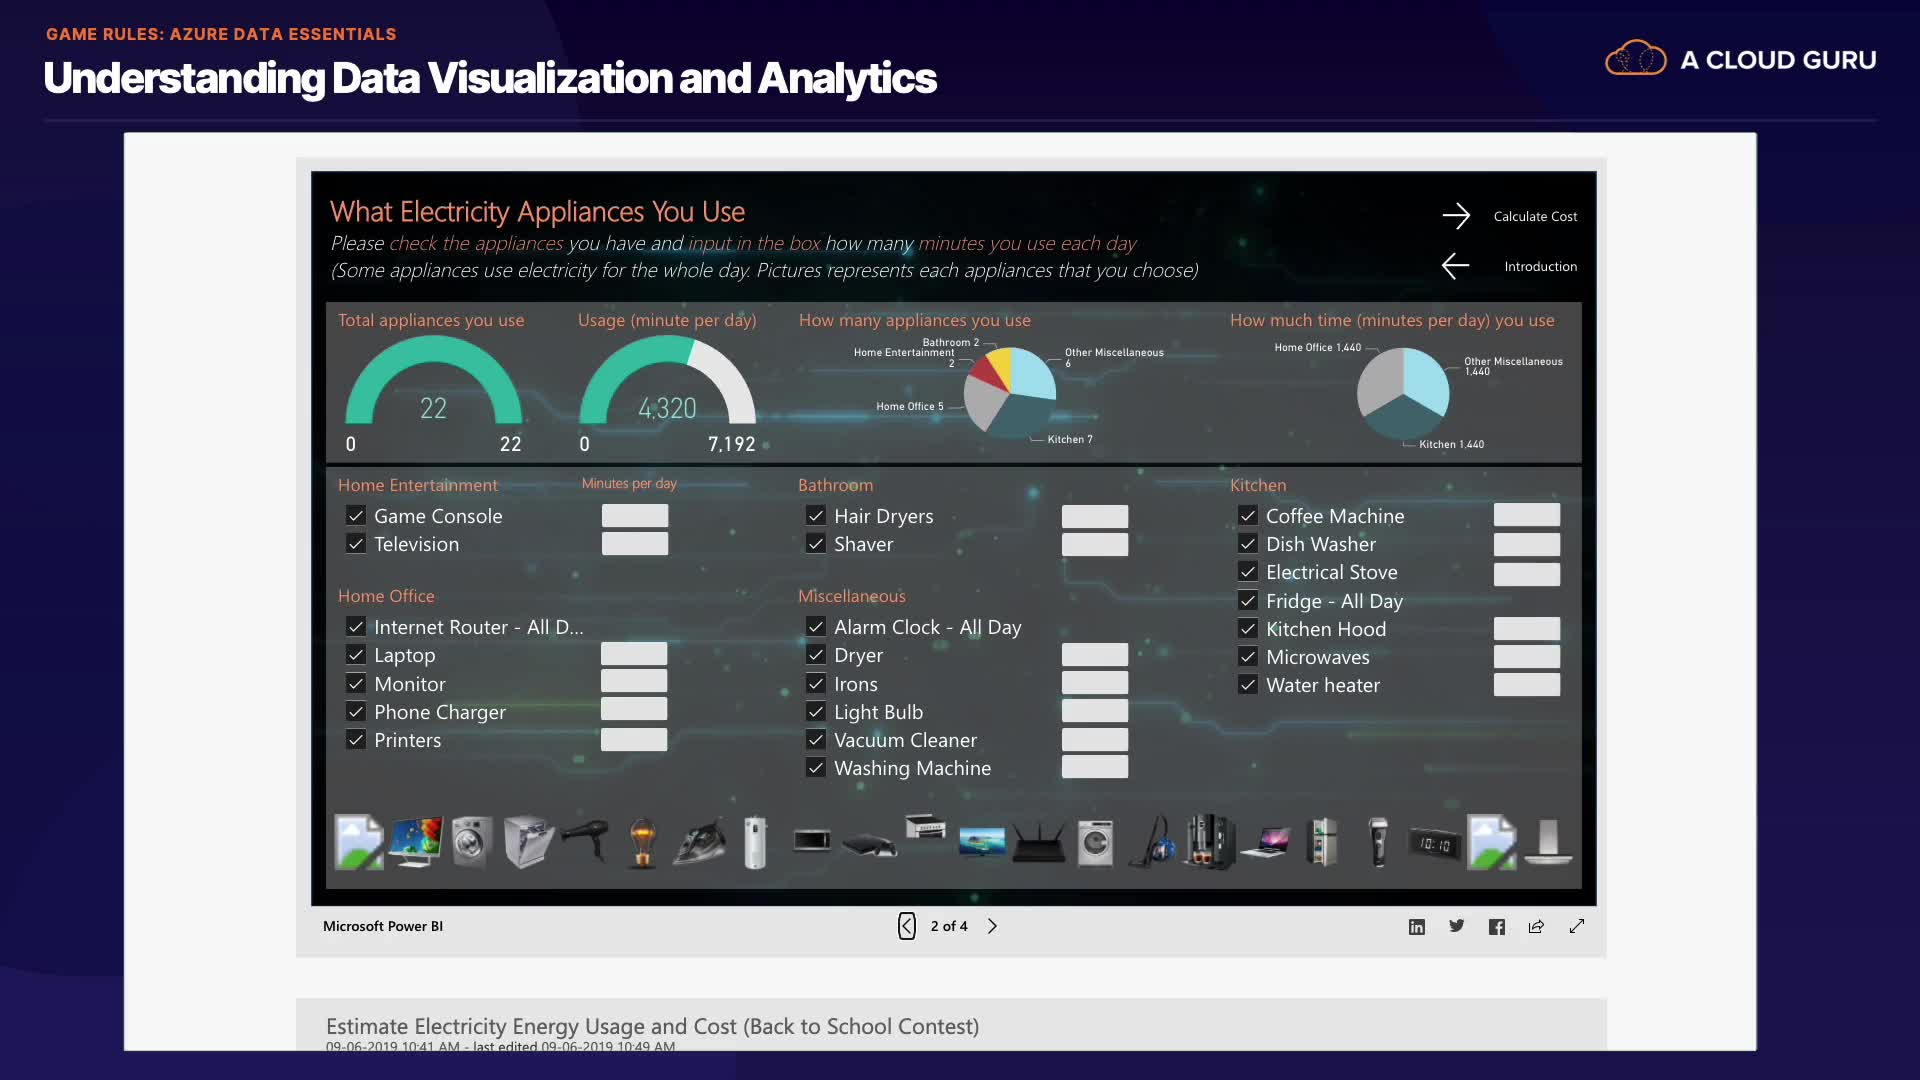 GAME RULES: AZURE DATA ESSENTIALS
Understanding Data Visualization and Analytics
A CLOUD GURU
What Electricity Appliances You Use
Please check the appliances you have and input in the box how many minutes you use each day
(Some appliances use electricity for the whole day. Pictures represents each appliances that you choose)
Calculate Cost
Introduction
Total appliances you use
22
0
22
Usage (minute per day)
4,320
0
7,192
How many appliances you use
Bathroom 2
Home Entertainment
2
Other Miscellaneous
6
Home Office 5
Kitchen 7
How much time (minutes per day) you use
Home Office 1,440
Other Miscellaneous
1,440
Kitchen 1,440
Home Entertainment
Minutes per day
Game Console
Television
Home Office
Internet Router - All D...
Laptop
Monitor
Phone Charger
Printers
Bathroom
Hair Dryers
Shaver
Miscellaneous
Alarm Clock - All Day
Dryer
Irons
Light Bulb
Vacuum Cleaner
Washing Machine
Kitchen
Coffee Machine
Dish Washer
Electrical Stove
Fridge - All Day
Kitchen Hood
Microwaves
Water heater
10:10
Microsoft Power BI
2 of 4
Estimate Electricity Energy Usage and Cost (Back to School Contest)
09-06-2019 10:41 AM - last edited 09-06-2019 10:49 AM